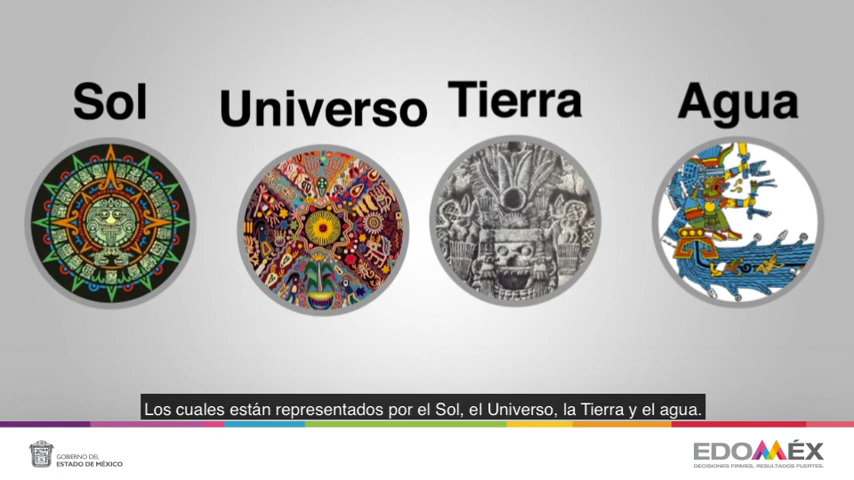 Sol
Universo
Tierra
Agua
Los cuales están representados por el Sol, el Universo, la Tierra y el agua.
GOBIERNO DEL
ESTADO DE MÉXICO
EDOMÉX
DECISIONES FIRMES, RESULTADOS FUERTES.